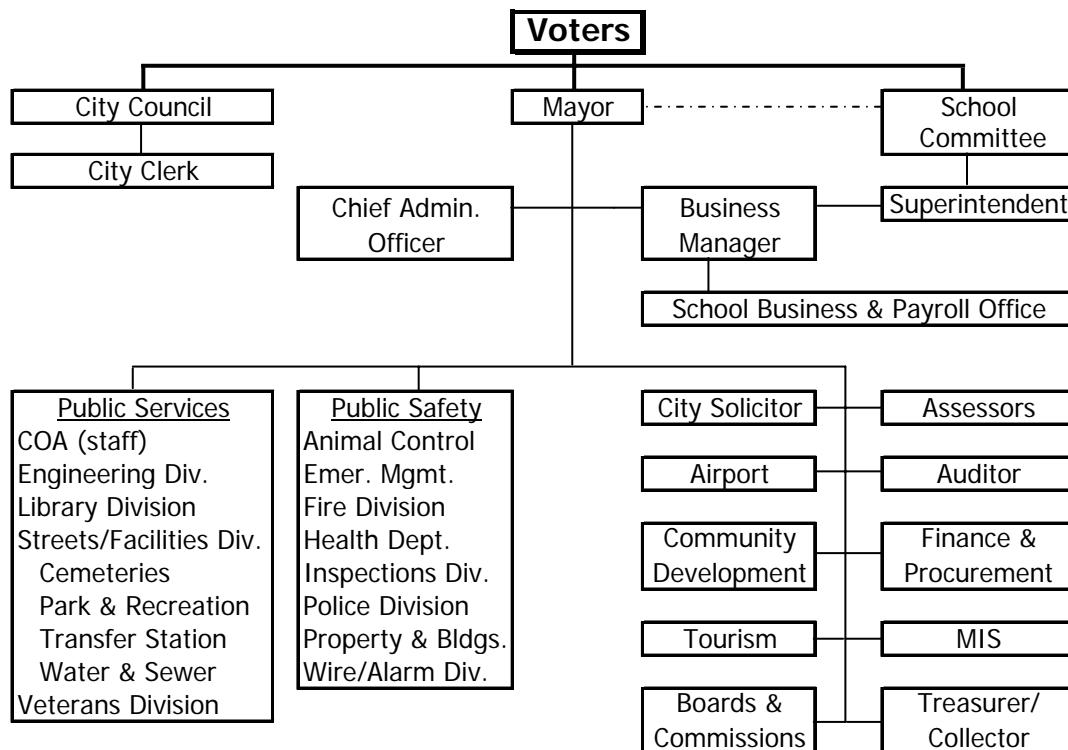 Voters
City Council
Mayor
School
Committee
City Clerk
Chief Admin.
Officer
Business
Manager
Superintendent
School Business & Payroll Office
Public Services
COA (staff)
Engineering Div.
Library Division
Streets/Facilities Div.
Cemeteries
Park & Recreation
Transfer Station
Water & Sewer
Veterans Division
Public Safety
Animal Control
Emer. Mgmt.
Fire Division
Health Dept.
Inspections Div.
Police Division
Property & Bldgs.
Wire/Alarm Div.
City Solicitor
Assessors
Airport
Auditor
Community
Development
Finance &
Procurement
Tourism
MIS
Boards &
Commissions
Treasurer/
Collector